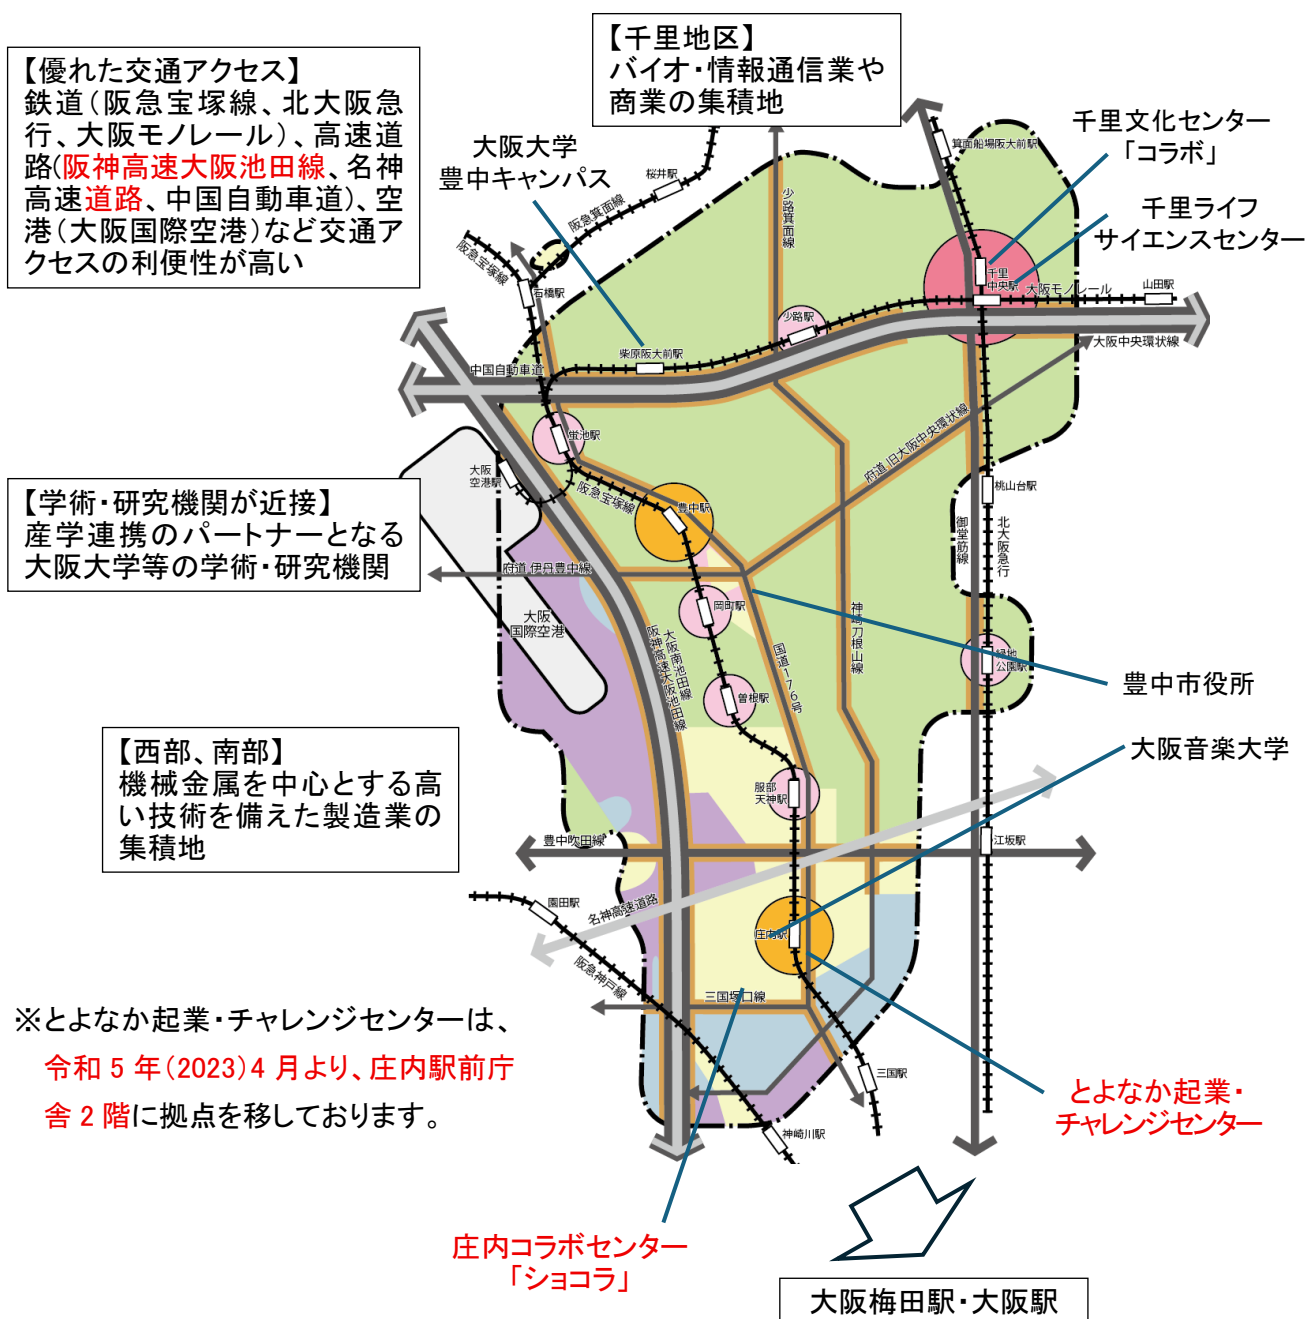 【千里地区】
バイオ・情報通信業や
商業の集積地
【優れた交通アクセス】
鉄道（阪急宝塚線、北大阪急
行、大阪モノレール）、高速道
路（阪神高速大阪池田線、名神
高速道路、中国自動車道）、空
港（大阪国際空港）など交通ア
クセスの利便性が高い
大阪大学
豊中キャンパス
千里文化センター
「コラボ」
千里ライフ
サイエンスセンター
箕面船場阪大前駅
桜井駅
阪急箕面線
阪急宝塚線
石橋駅
少路箕面線
千里
中央駅
大阪モノレール
山田駅
少路駅
柴原阪大前駅
大阪中央環状線
中国自動車道
蛍池駅
大阪
空港駅
阪急宝塚線
豊中駅
府道 旧大阪中央環状線
桃山台駅
御堂筋線
北大阪急行
【学術・研究機関が近接】
産学連携のパートナーとなる
大阪大学等の学術・研究機関
府道 伊丹豊中線
大阪
国際空港
岡町駅
大阪南池田線
阪神高速大阪池田線
国道176号
神崎刀根山線
緑地
公園駅
曽根駅
豊中市役所
大阪音楽大学
【西部、南部】
機械金属を中心とする高
い技術を備えた製造業の
集積地
服部
天神駅
豊中吹田線
江坂駅
園田駅
名神高速道路
庄内駅
阪急神戸線
三国塚口線
※とよなか起業・チャレンジセンターは、
令和 5 年（2023）4 月より、庄内駅前庁
舎 2 階に拠点を移しております。
三国駅
神崎川駅
とよなか起業・
チャレンジセンター
庄内コラボセンター
「ショコラ」
大阪梅田駅・大阪駅